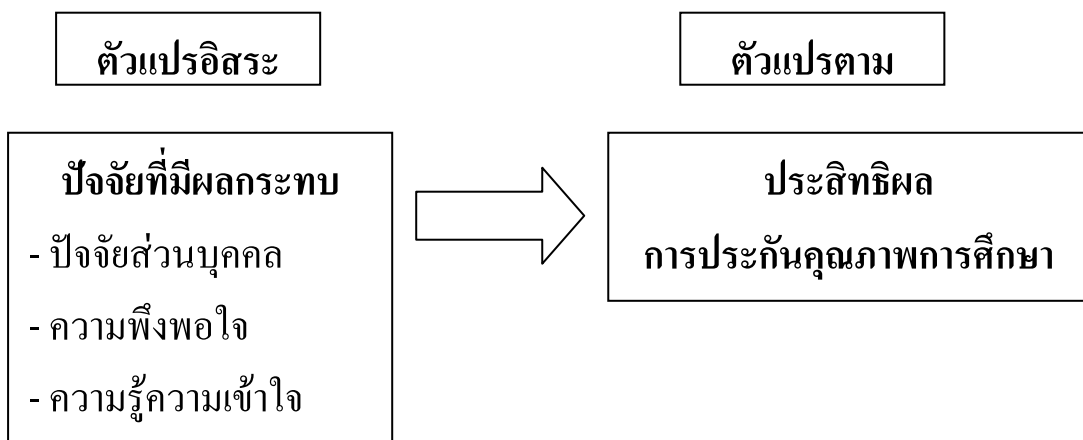 ตัวแปรอิสระ
ตัวแปรตาม
ปัจจัยที่มีผลกระทบ
- ปัจจัยส่วนบุคคล
- ความพึงพอใจ
- ความรู้ความเข้าใจ
ประสิทธิผล
การประกันคุณภาพการศึกษา